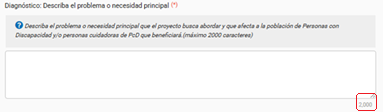 Diagnóstico: Describa el problema o necesidad principal (*)
? Describa el problema o necesidad principal que el proyecto busca abordar y que afecta a la población de Personas con
Discapacidad y/o personas cuidadoras de PcD que beneficiará.(máximo 2000 caracteres)
2.000